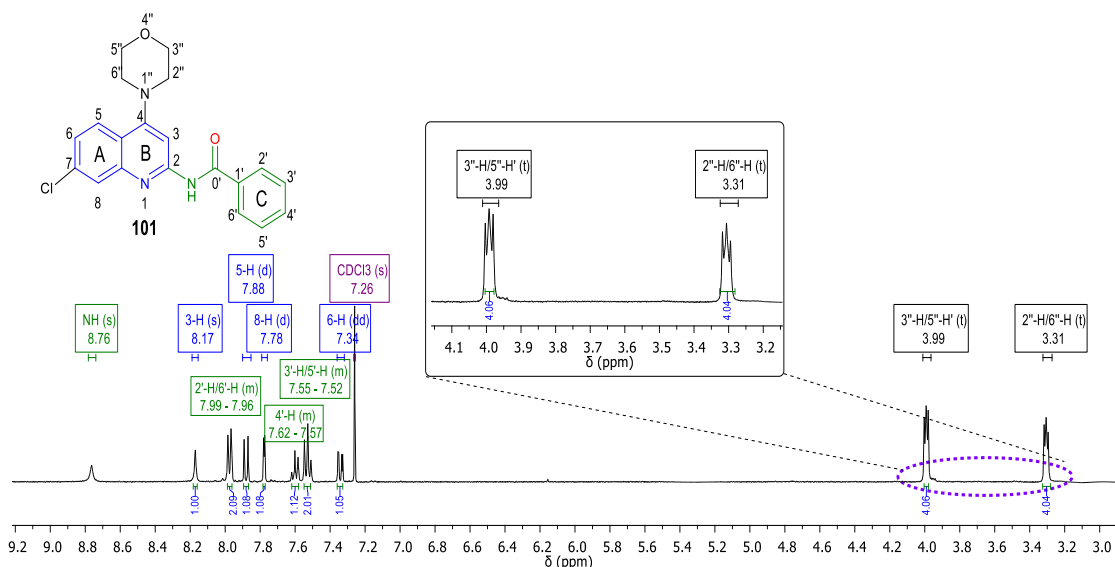 O
4"
5"
3"
6"
1"
2"
N
5
4
6
3
A
B
7
2
Cl
N
8
1
NH
O
0'
1'
2'
3'
C
6'
4'
5'
101
3"-H/5"-H' (t)
3.99
2"-H/6"-H (t)
3.31
4.06
4.04
4.1 4.0 3.9 3.8 3.7 3.6 3.5 3.4 3.3 3.2
δ (ppm)
5-H (d)
7.88
CDCl3 (s)
7.26
NH (s)
8.76
3-H (s)
8.17
8-H (d)
7.78
6-H (dd)
7.34
3"-H/5"-H' (t)
3.99
2"-H/6"-H (t)
3.31
3'-H/5'-H (m)
7.55 - 7.52
2'-H/6'-H (m)
7.99 - 7.96
4'-H (m)
7.62 - 7.57
1.00
2.09
1.08
1.08
1.12
2.01
1.05
4.06
4.04
9.2 9.0 8.8 8.6 8.4 8.2 8.0 7.8 7.6 7.4 7.2 7.0 6.8 6.6 6.4 6.2 6.0 5.8 5.6 5.4 5.2 5.0 4.8 4.6 4.4 4.2 4.0 3.8 3.6 3.4 3.2 3.0
δ (ppm)